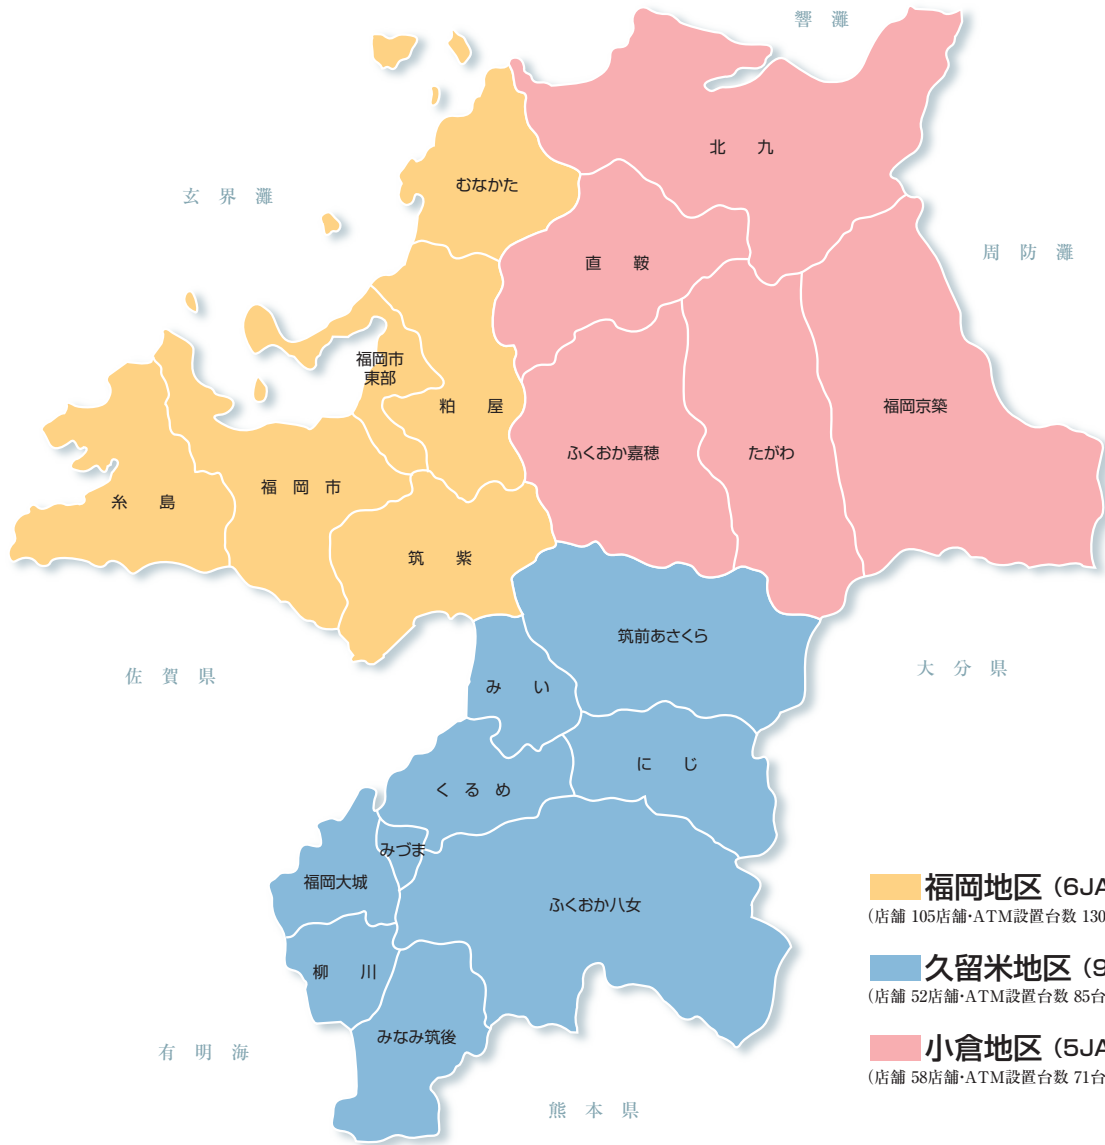 響 灘
北 九
むなかた
玄 界 灘
周 防 灘
直 鞍
福岡市
東部
粕 屋
福岡京築
ふくおか嘉穂
たがわ
福 岡 市
糸 島
筑 紫
筑前あさくら
佐 賀 県
大 分 県
み い
に じ
く る め
みづま
福岡大城
ふくおか八女
柳 川
みなみ筑後
有 明 海
熊 本 県
福岡地区（6JA
(店舗 105店舗・ATM設置台数 130
久留米地区（9
(店舗 52店舗・ATM設置台数 85台
小倉地区（5JA
(店舗 58店舗・ATM設置台数 71台